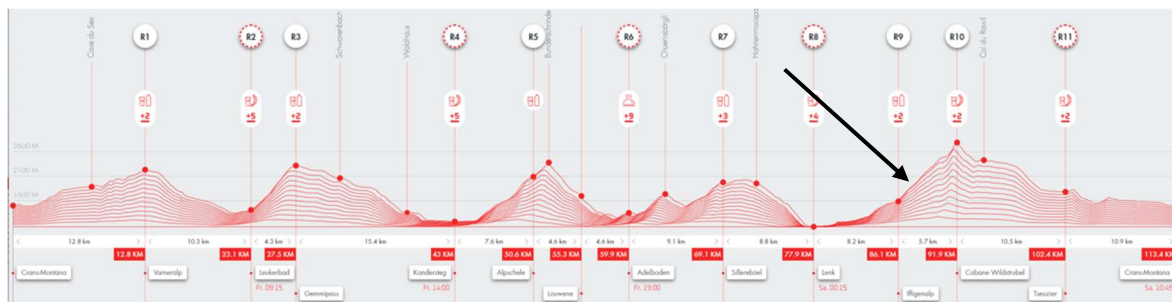 Cave du Sex
R1
R2
R3
Schwarenbach
Waldhaus
R4
R5
Bunderschrinde
R6
Chuenisbärgli
R7
Hahnenmoospass
R8
R9
R10
Col du Rawil
R11
+2
+5
+2
+5
+9
+3
+4
+2
+2
+2
2600 M
2100 M
1600 M
12.8 km
10.3 km
4.3 km
15.4 km
7.6 km
4.6 km
4.6 km
9.1 km
8.8 km
8.2 km
5.7 km
10.5 km
10.9 km
12.8 KM
23.1 KM
27.5 KM
43 KM
50.6 KM
55.3 KM
59.9 KM
69.1 KM
77.9 KM
86.1 KM
91.9 KM
102.4 KM
113.4 KM
Crans-Montana
Varneralp
Leukerbad
Kandersteg
Alpschele
Adelboden
Sillerebüel
Lenk
Cabane Wildstrubel
Tseuzier
Crans-Montana
Fr. 09:15
Gemmipass
Fr. 14:00
Louwene
Fr. 19:00
Sa. 00:15
Iffigenalp